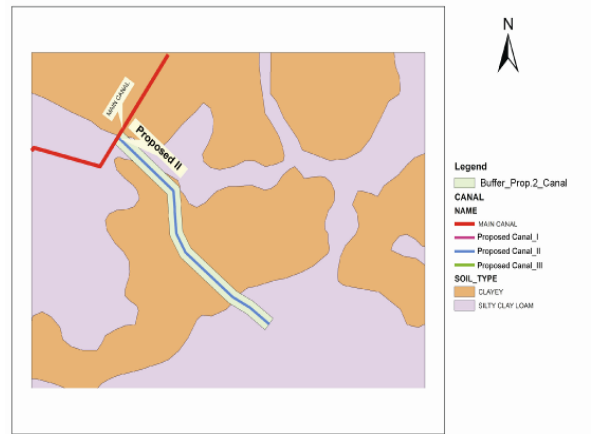 N
MAIN CANAL
Proposed II
Legend
Buffer_Prop.2_Canal
CANAL
NAME
MAIN CANAL
Proposed Canal_I
Proposed Canal_II
Proposed Canal_III
SOIL_TYPE
CLAYEY
SILTY CLAY LOAM